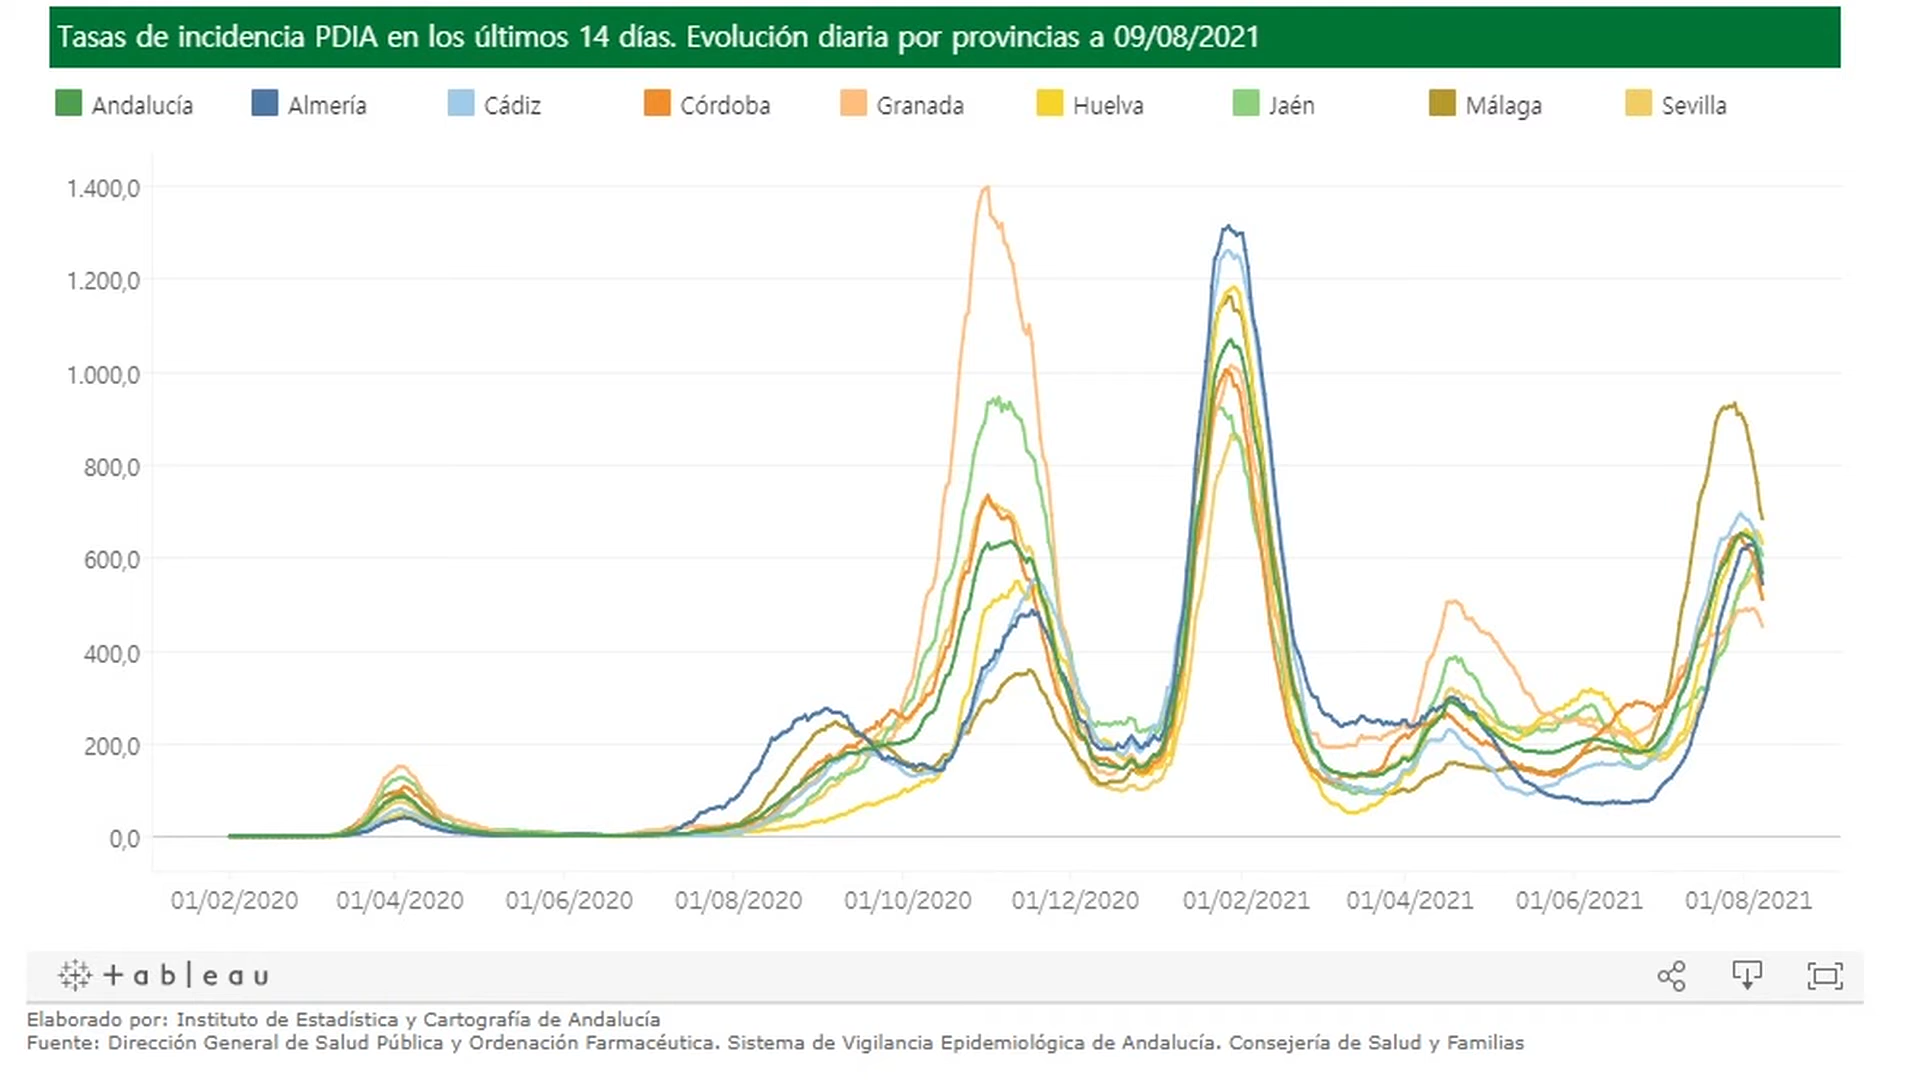 Tasas de incidencia PDIA en los últimos 14 días. Evolución diaria por provincias a 09/08/2021
Andalucía Almería Cádiz Córdoba Granada Huelva Jaén Málaga Sevilla
1.400,0
1.200,0
1.000,0
800,0
600,0
400,0
200,0
0,0
01/02/2020 01/04/2020 01/06/2020 01/08/2020 01/10/2020 01/12/2020 01/02/2021 01/04/2021 01/06/2021 01/08/2021
+ableau
Elaborado por: Instituto de Estadística y Cartografía de Andalucía
Fuente: Dirección General de Salud Pública y Ordenación Farmacéutica. Sistema de Vigilancia Epidemiológica de Andalucía. Consejería de Salud y Familias